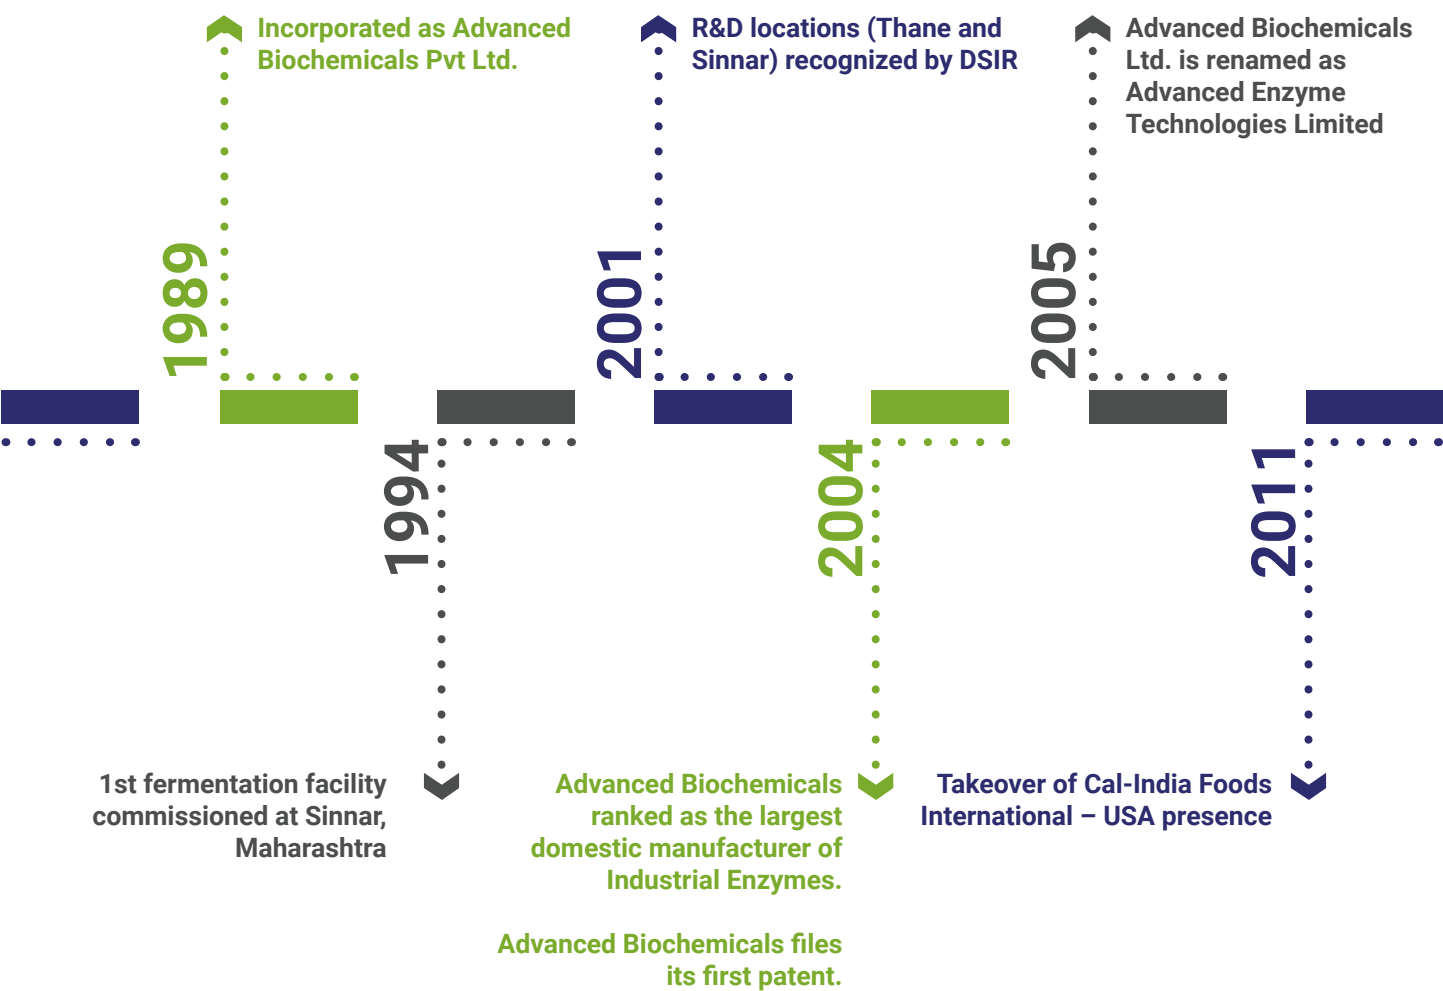 1989
Incorporated as Advanced
Biochemicals Pvt Ltd.
1994
1st fermentation facility
commissioned at Sinnar,
Maharashtra
2001
R&D locations (Thane and
Sinnar) recognized by DSIR
2004
Advanced Biochemicals
ranked as the largest
domestic manufacturer of
Industrial Enzymes.
Advanced Biochemicals files
its first patent.
2005
Advanced Biochemicals
Ltd. is renamed as
Advanced Enzyme
Technologies Limited
2011
Takeover of Cal-India Foods
International – USA presence